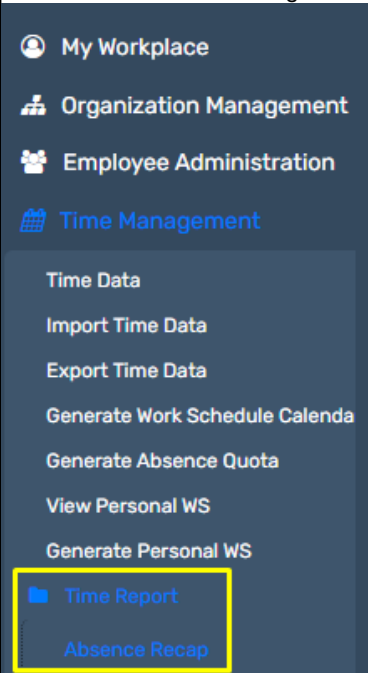 My Workplace
Organization Management
Employee Administration
Time Management
Time Data
Import Time Data
Export Time Data
Generate Work Schedule Calenda
Generate Absence Quota
View Personal WS
Generate Personal WS
Time Report
Absence Recap